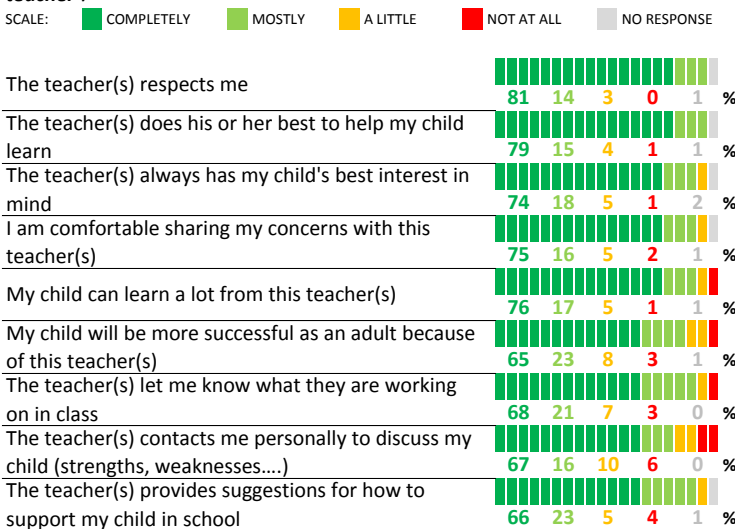 SCALE: COMPLETELY MOSTLY A LITTLE NOT AT ALL NO RESPONSE
The teacher(s) respects me
81 14 3 0 1 %
The teacher(s) does his or her best to help my child
learn
79 15 4 1 1 %
The teacher(s) always has my child's best interest in
mind
74 18 5 1 2 %
I am comfortable sharing my concerns with this
teacher(s)
75 16 5 2 1 %
My child can learn a lot from this teacher(s)
76 17 5 1 1 %
My child will be more successful as an adult because
of this teacher(s)
65 23 8 3 1 %
The teacher(s) let me know what they are working
on in class
68 21 7 3 0 %
The teacher(s) contacts me personally to discuss my
child (strengths, weaknesses....)
67 16 10 6 0 %
The teacher(s) provides suggestions for how to
support my child in school
66 23 5 4 1 %